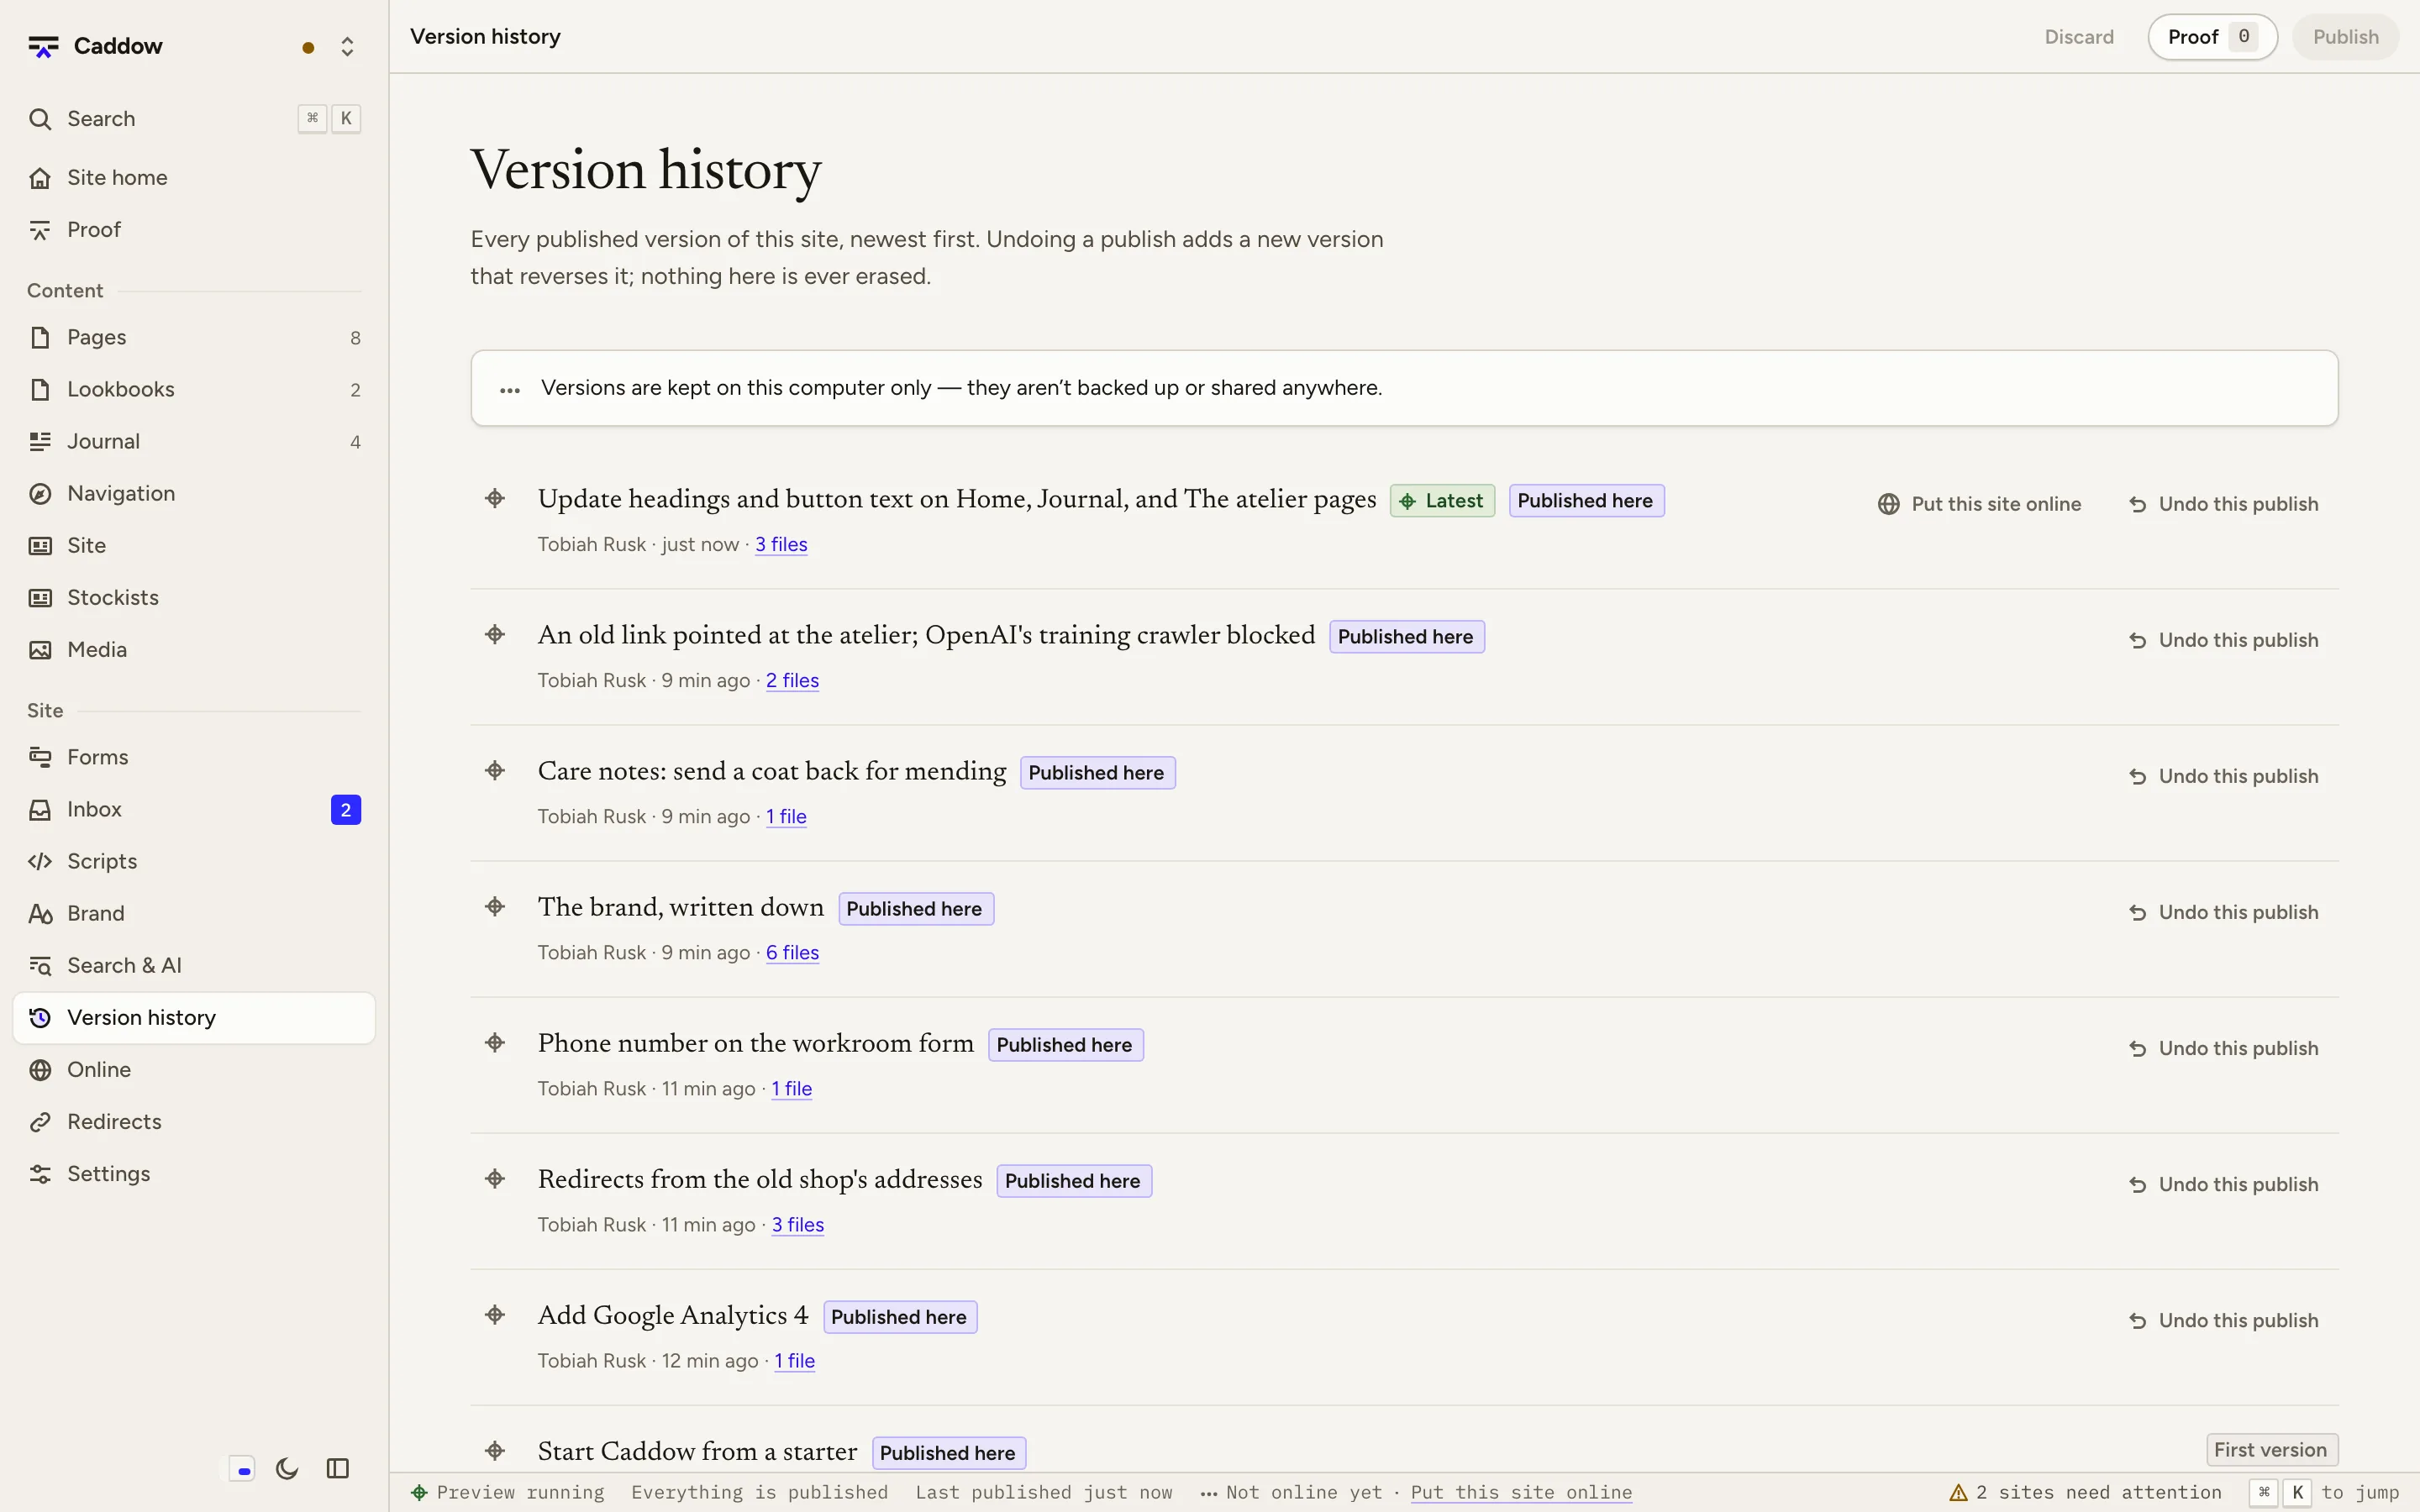 Caddow
Search ⌘ K
Site home
Proof
Content
Pages 8
Lookbooks 2
Journal 4
Navigation
Site
Stockists
Media
Site
Forms
Inbox 2
Scripts
Brand
Search & AI
Version history
Online
Redirects
Settings
Version history
Discard
Proof 0
Publish
Version history
Every published version of this site, newest first. Undoing a publish adds a new version
that reverses it; nothing here is ever erased.
Versions are kept on this computer only — they aren’t backed up or shared anywhere.
Update headings and button text on Home, Journal, and The atelier pages Latest Published here Put this site online Undo this publish
Tobiah Rusk · just now · 3 files
An old link pointed at the atelier; OpenAI's training crawler blocked Published here Undo this publish
Tobiah Rusk · 9 min ago · 2 files
Care notes: send a coat back for mending Published here Undo this publish
Tobiah Rusk · 9 min ago · 1 file
The brand, written down Published here Undo this publish
Tobiah Rusk · 9 min ago · 6 files
Phone number on the workroom form Published here Undo this publish
Tobiah Rusk · 11 min ago · 1 file
Redirects from the old shop's addresses Published here Undo this publish
Tobiah Rusk · 11 min ago · 3 files
Add Google Analytics 4 Published here Undo this publish
Tobiah Rusk · 12 min ago · 1 file
Start Caddow from a starter Published here First version
Preview running Everything is published Last published just now Not online yet · Put this site online 2 sites need attention ⌘ K to jump